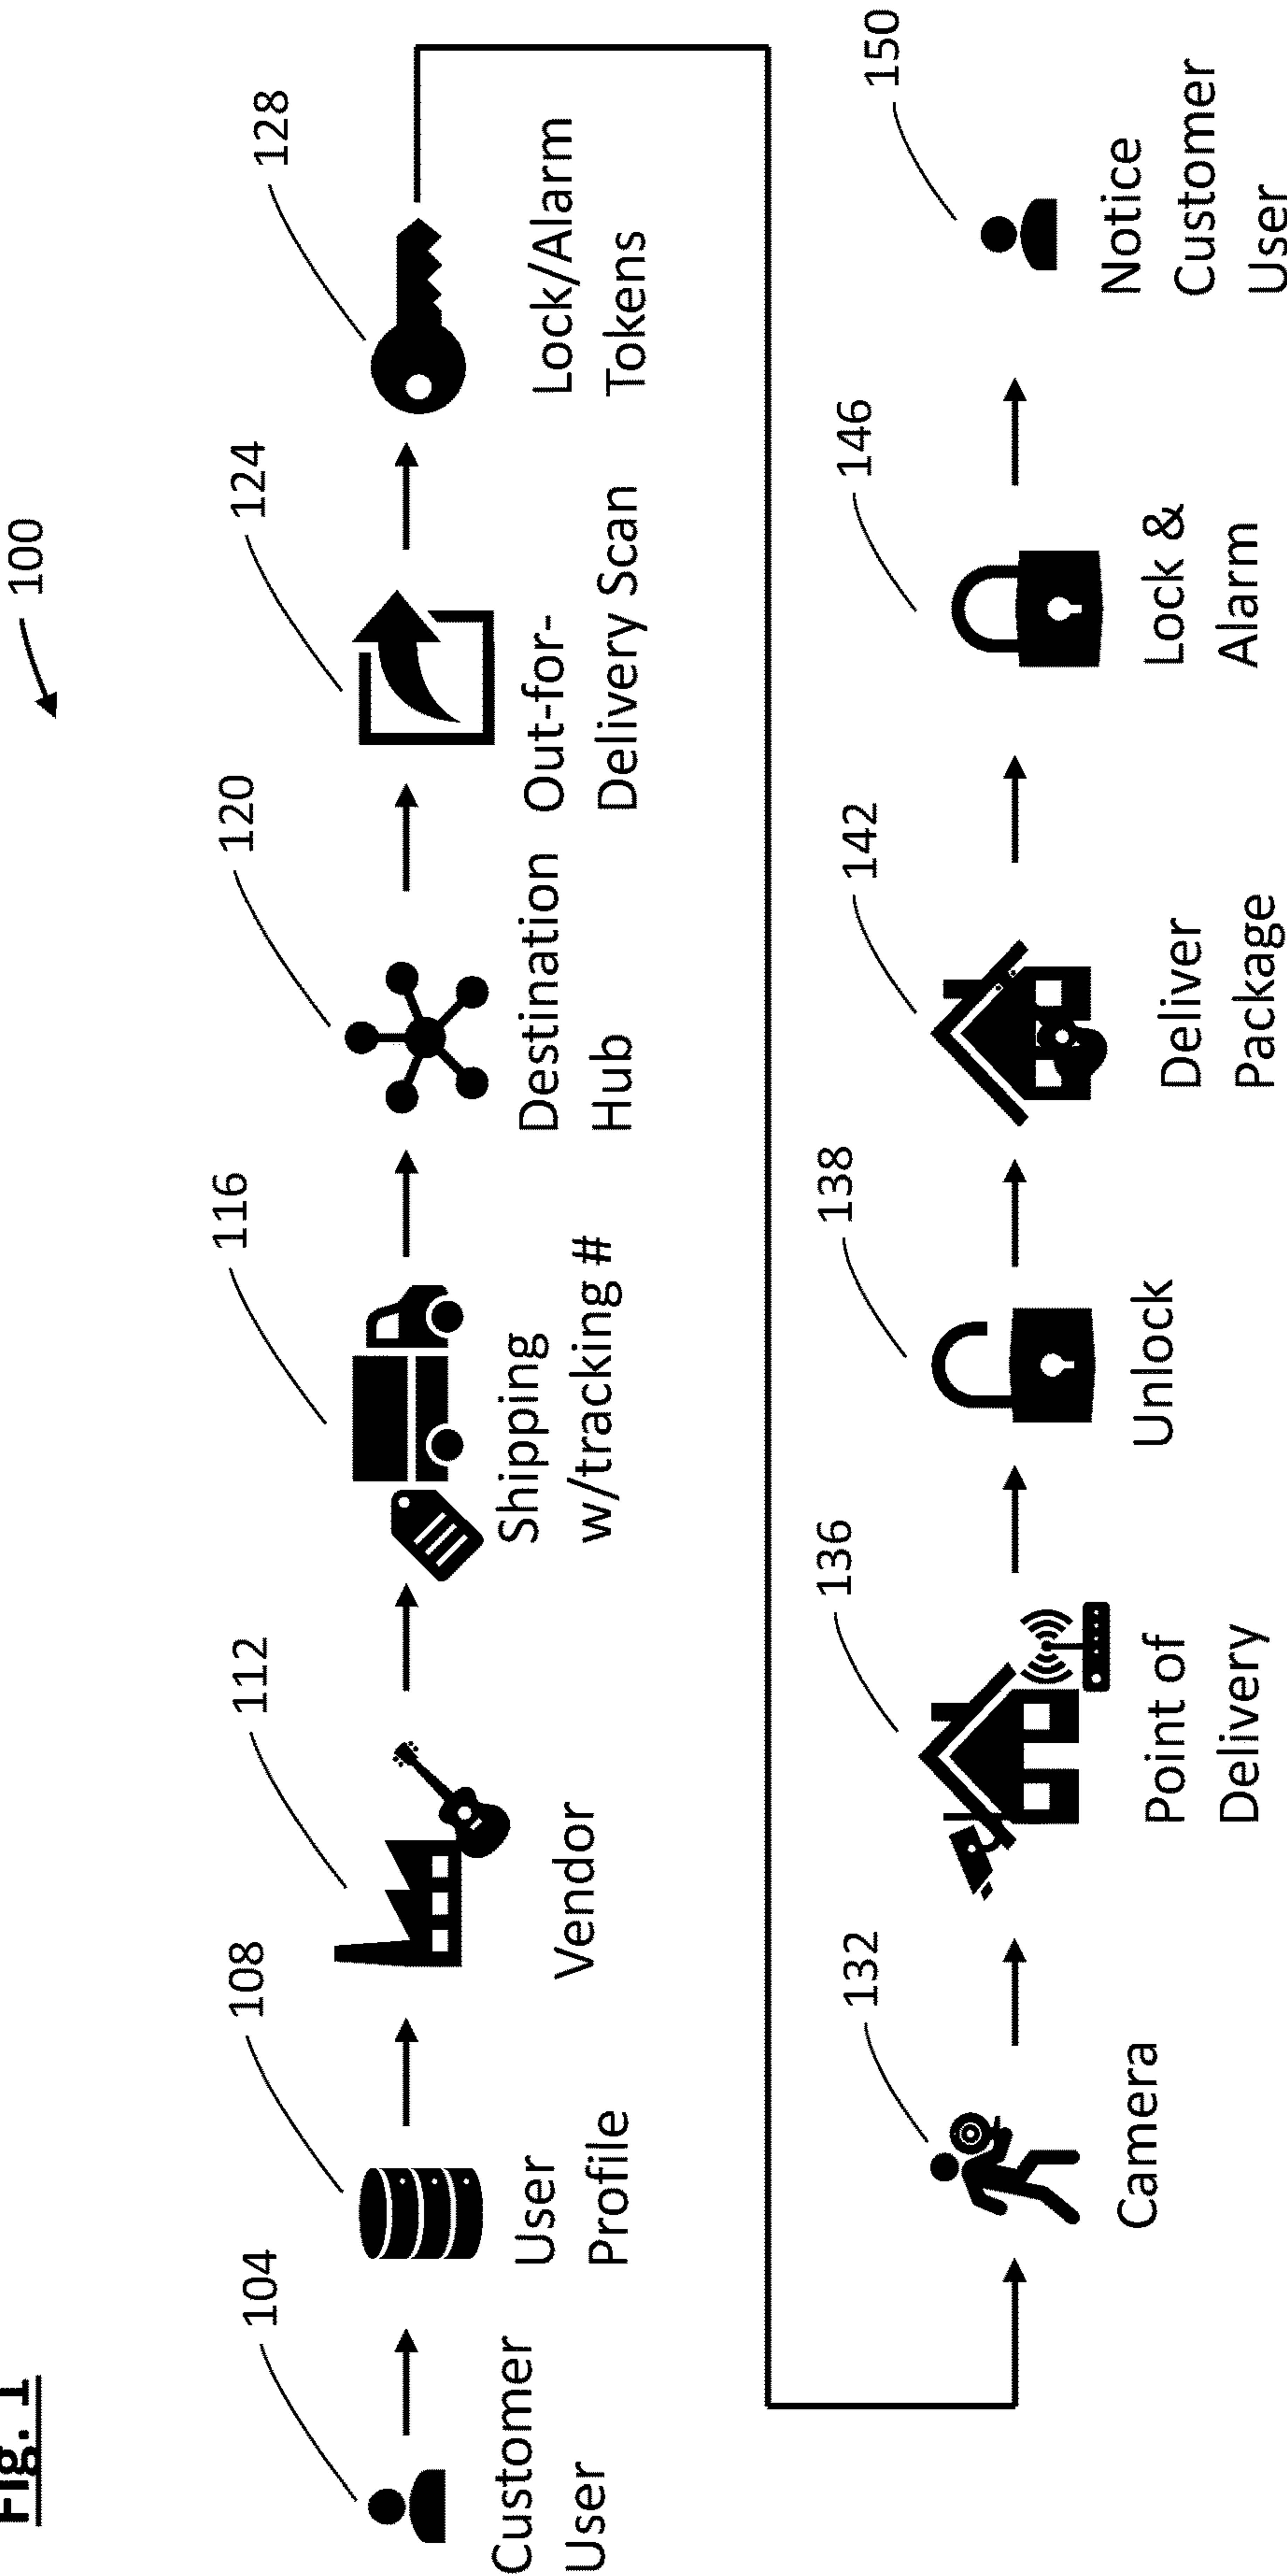 Fig. 1
100
104
108
112
116
120
124
128
Customer
User
User
Profile
Vendor
Shipping
w/tracking #
Destination
Hub
Out-for-
Delivery Scan
Lock/Alarm
Tokens
132
136
138
142
146
150
Camera
Point of
Delivery
Unlock
Deliver
Package
Lock &
Alarm
Notice
Customer
User